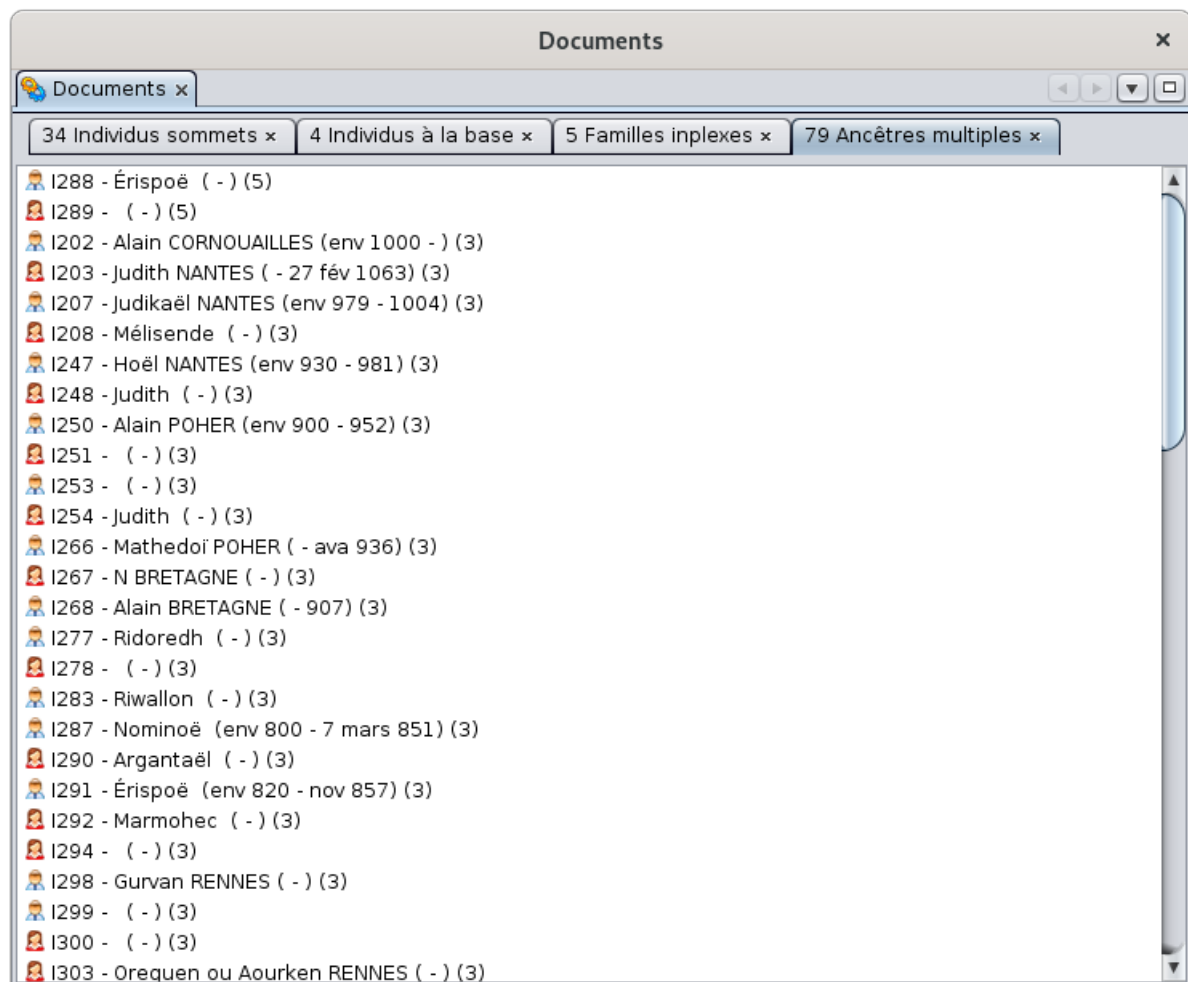 Documents ×
Documents ×
34 Individus sommets × 4 Individus à la base × 5 Familles inplexes × 79 Ancêtres multiples ×
I288 - Érispoë ( - ) (5)
I289 - ( - ) (5)
I202 - Alain CORNOUAILLES (env 1000 - ) (3)
I203 - Judith NANTES ( - 27 fév 1063) (3)
I207 - Judikaël NANTES (env 979 - 1004) (3)
I208 - Mélisende ( - ) (3)
I247 - Hoël NANTES (env 930 - 981) (3)
I248 - Judith ( - ) (3)
I250 - Alain POHER (env 900 - 952) (3)
I251 - ( - ) (3)
I253 - ( - ) (3)
I254 - Judith ( - ) (3)
I266 - Mathedoï POHER ( - ava 936) (3)
I267 - N BRETAGNE ( - ) (3)
I268 - Alain BRETAGNE ( - 907) (3)
I277 - Ridoredh ( - ) (3)
I278 - ( - ) (3)
I283 - Riwallon ( - ) (3)
I287 - Nominoë (env 800 - 7 mars 851) (3)
I290 - Argantaël ( - ) (3)
I291 - Érispoë (env 820 - nov 857) (3)
I292 - Marmohec ( - ) (3)
I294 - ( - ) (3)
I298 - Gurvan RENNES ( - ) (3)
I299 - ( - ) (3)
I300 - ( - ) (3)
I303 - Oreguen ou Aourken RENNES ( - ) (3)